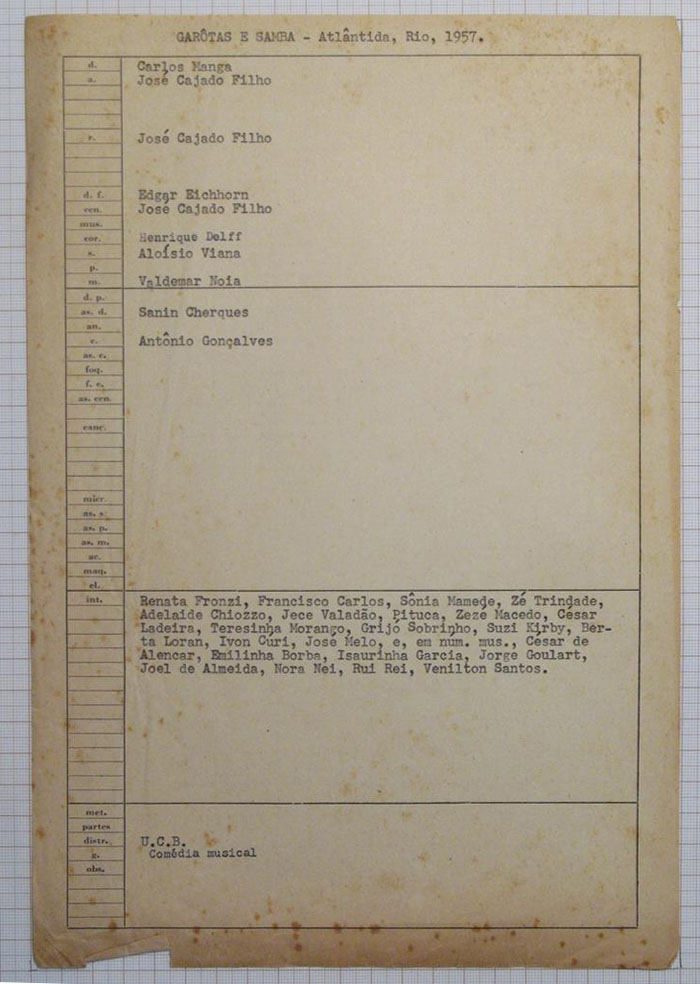 GARÔTAS E SAMBA - Atlântida, Rio, 1957.
d. Carlos Manga
a. José Cajado Filho
r. José Cajado Filho
d. f. Edgar Eichhorn
cen. José Cajado Filho
mus.
cor. Henrique Delff
s. Aloísio Viana
p.
m. Valdemar Noia
d. p.
as. d. Sanin Cherques
an.
c. Antônio Gonçalves
as. c.
foq.
f. c.
as. cen.
canc.
micr.
as. s.
as. p.
as. m.
ac.
maq.
el.
int. Renata Fronzi, Francisco Carlos, Sônia Mamede, Zé Trindade,
Adelaide Chiozzo, Jece Valadão, Pituca, Zezé Macedo, César
Ladeira, Teresinha Morango, Grijó Sobrinho, Suzi Kirby, Ber-
ta Loran, Ivon Curi, José Melo, e, em num. mus., César de
Alencar, Emilinha Borba, Isaurinha Garcia, Jorge Goulart,
Joel de Almeida, Nora Nei, Rui Rei, Venilton Santos.
met.
partes
distr. U.C.B.
g. Comédia musical
obs.